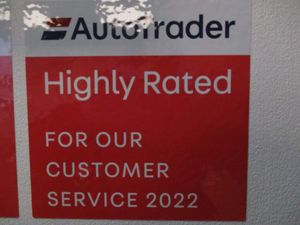 AutoTrader
Highly Rated
FOR OUR
CUSTOMER
SERVICE 2022